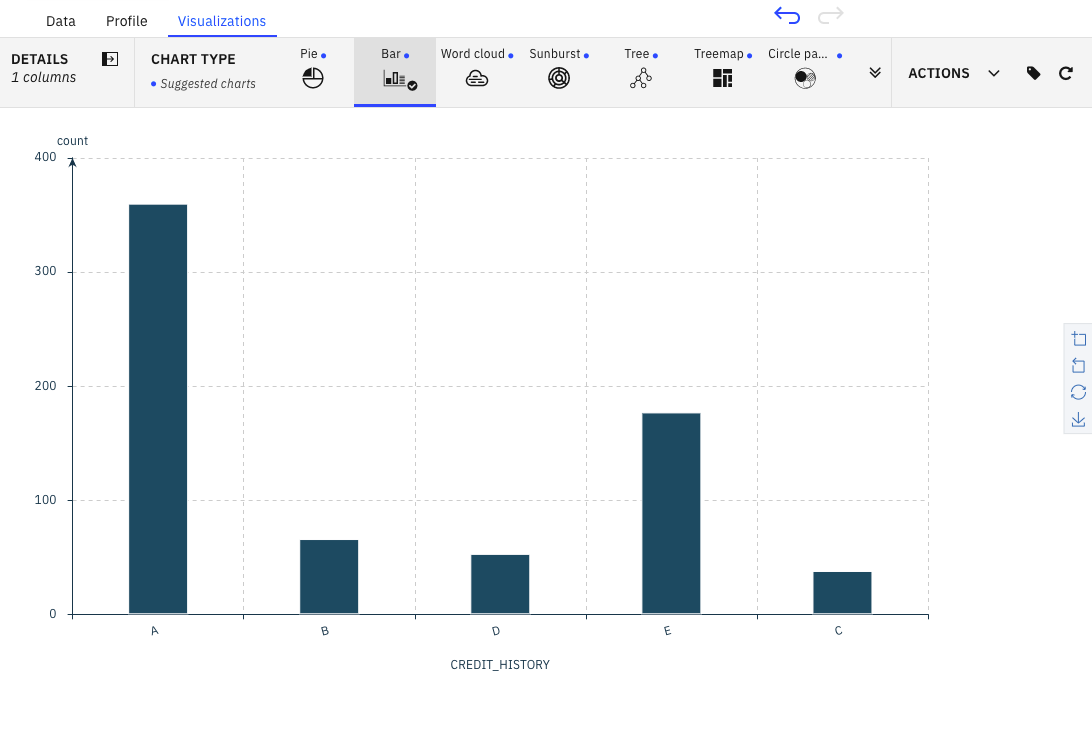 Data Profile Visualizations
DETAILS
1 columns
CHART TYPE
Suggested charts
Pie
Bar
Word cloud
Sunburst
Tree
Treemap
Circle pa...
ACTIONS
count
400
300
200
100
0
A B D E C
CREDIT_HISTORY